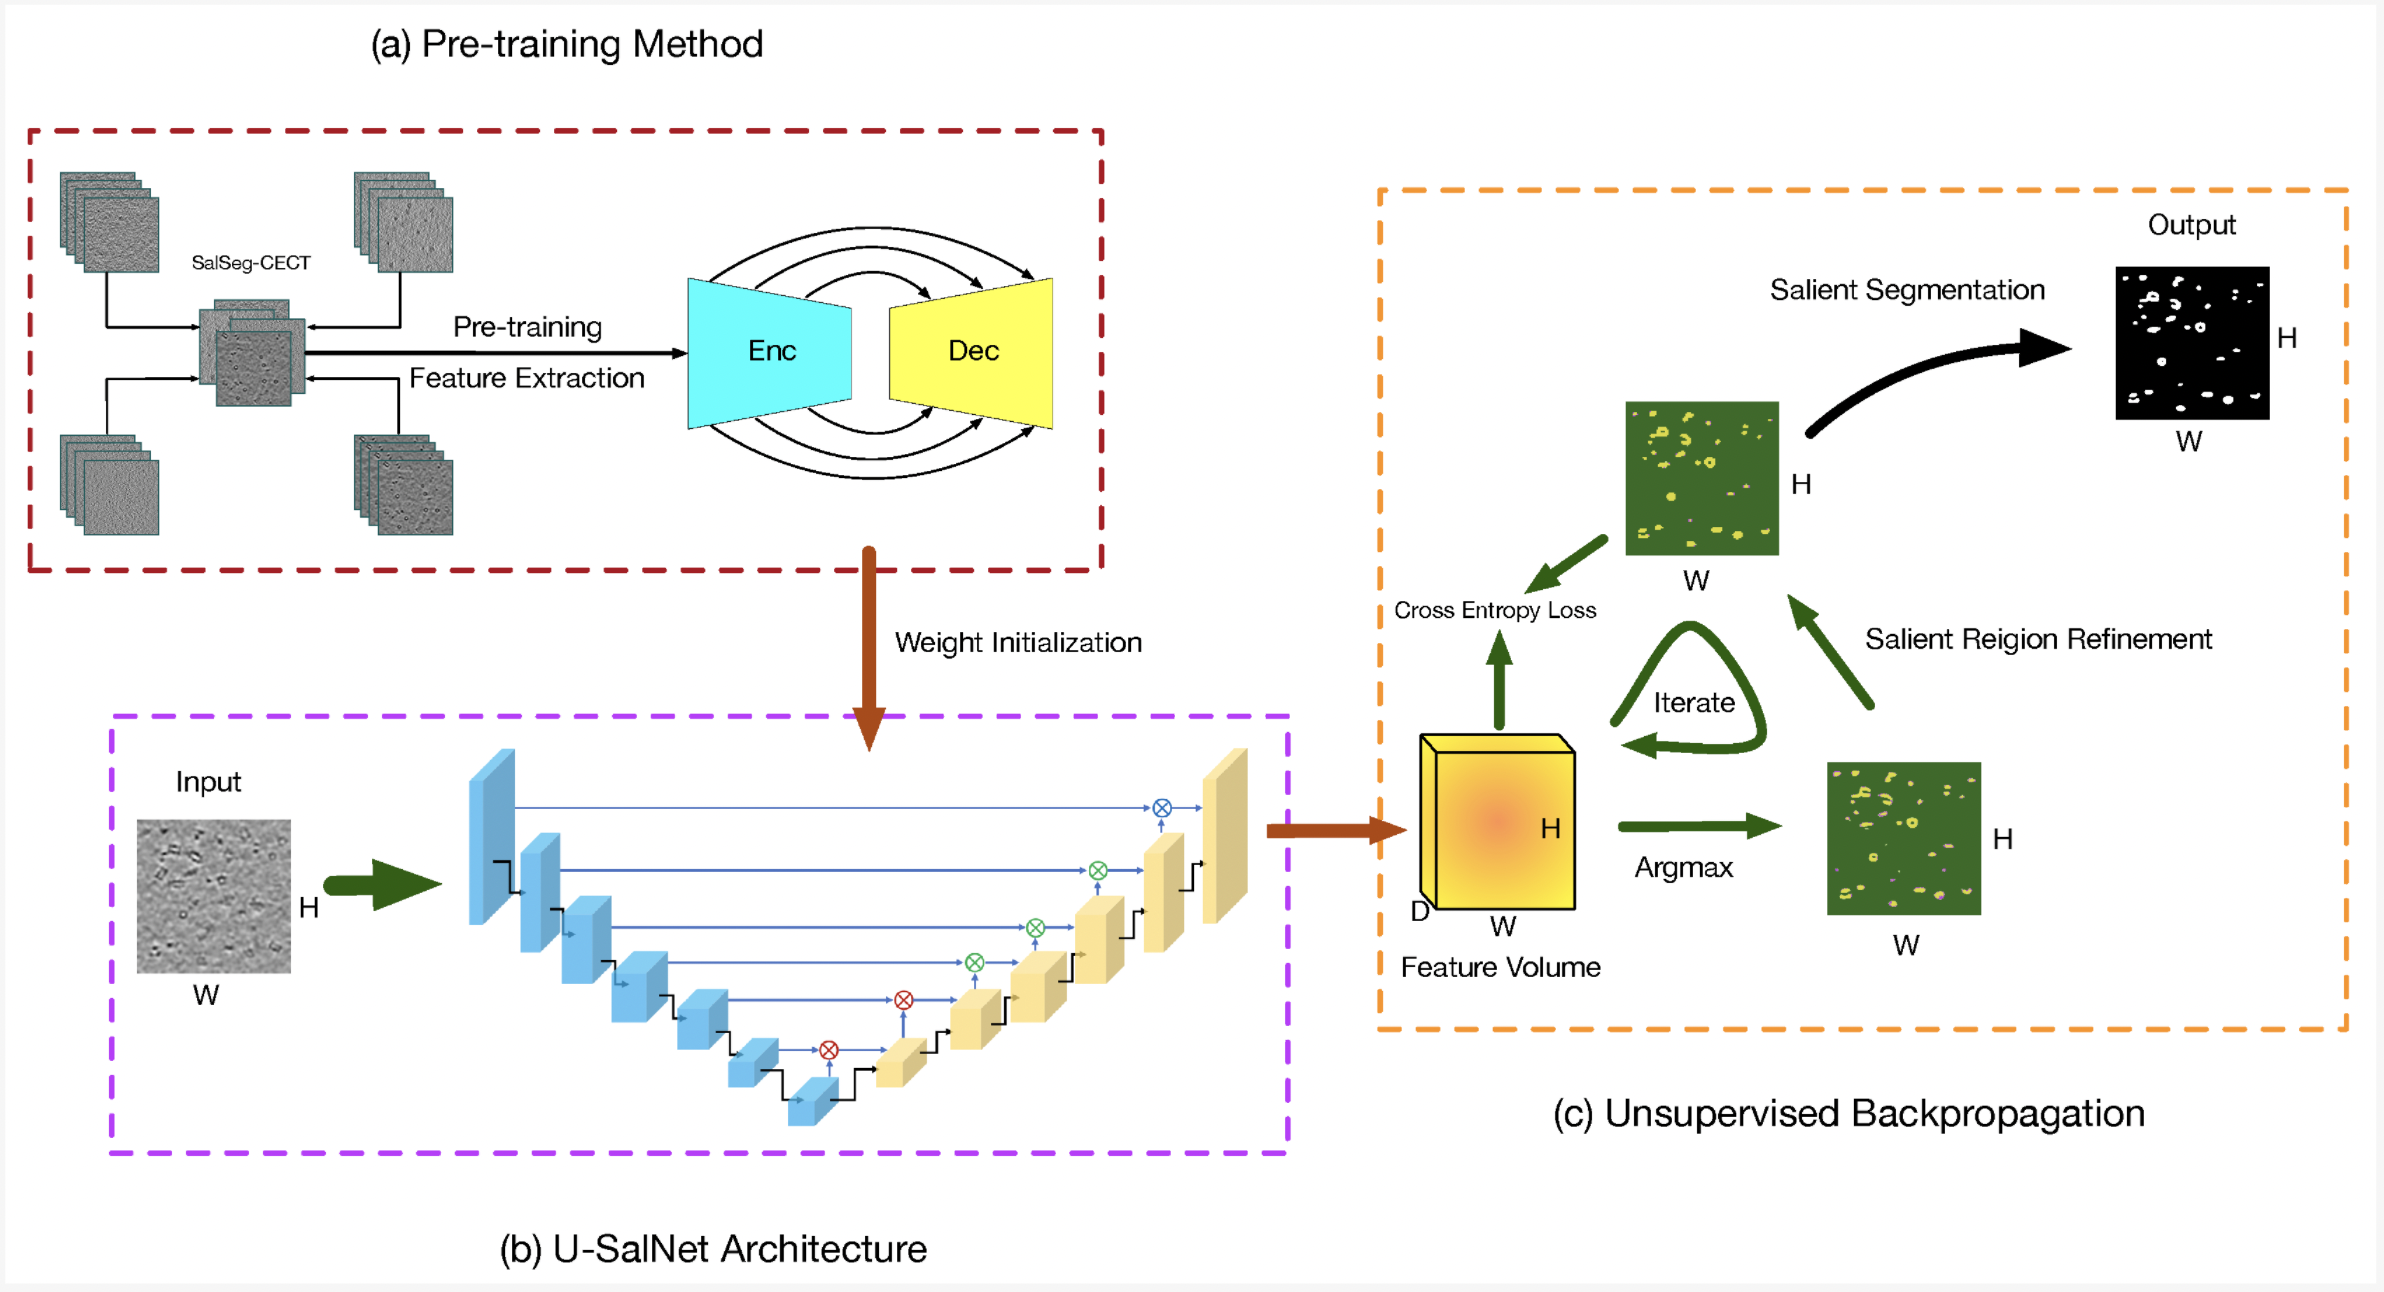 (a) Pre-training Method
SalSeg-CECT
Pre-training
Feature Extraction
Enc
Dec
Weight Initialization
Input
H
W
(b) U-SalNet Architecture
Output
Salient Segmentation
H
W
H
W
Cross Entropy Loss
Salient Reigion Refinement
Iterate
H
D
W
Feature Volume
Argmax
H
W
(c) Unsupervised Backpropagation